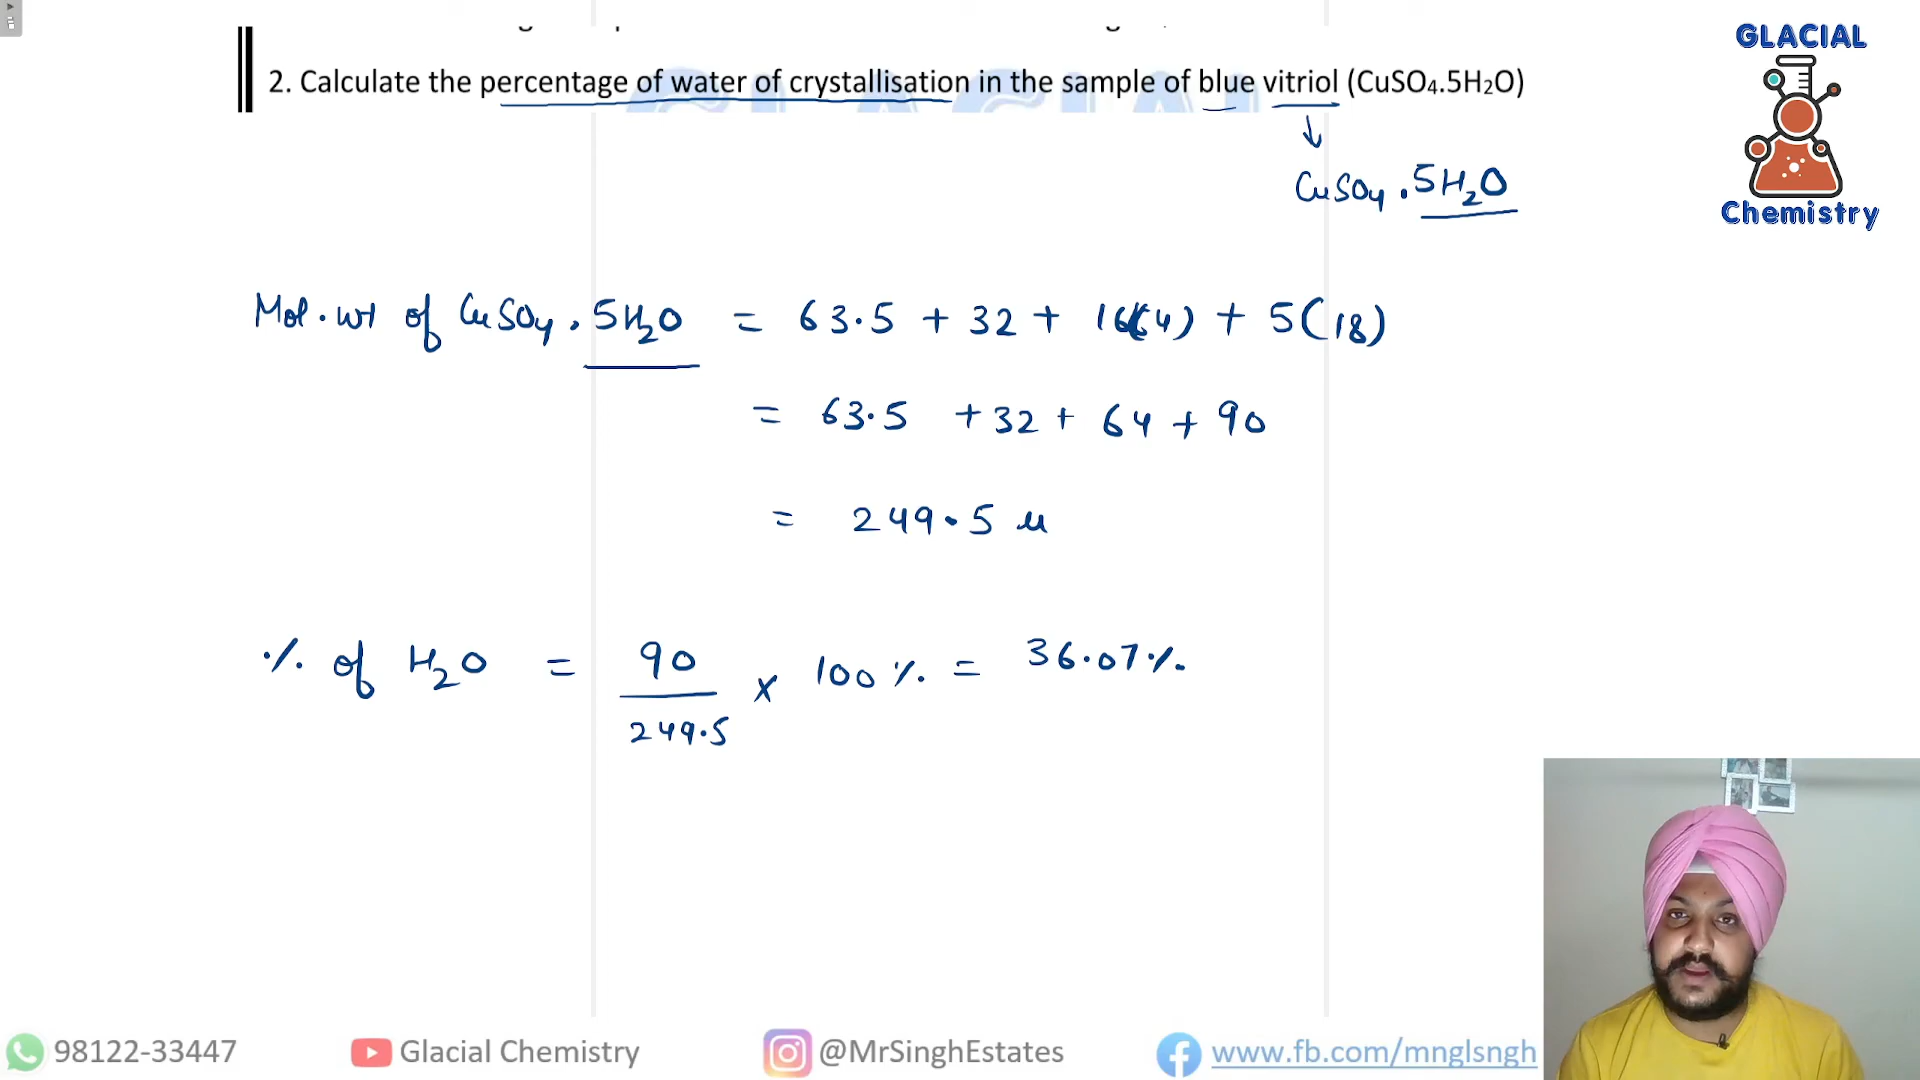 GLACIAL
Chemistry
2. Calculate the percentage of water of crystallisation in the sample of blue vitriol (CuSO₄.5H₂O)
CuSO₄ . 5H₂O
Mol. wt of CuSO₄ . 5H₂O = 63.5 + 32 + 16(4) + 5(18)
= 63.5 + 32 + 64 + 90
= 249.5 u
% of H₂O = 90/249.5 x 100 % = 36.07%
98122-33447
Glacial Chemistry
@MrSinghEstates
www.fb.com/mnglsngh